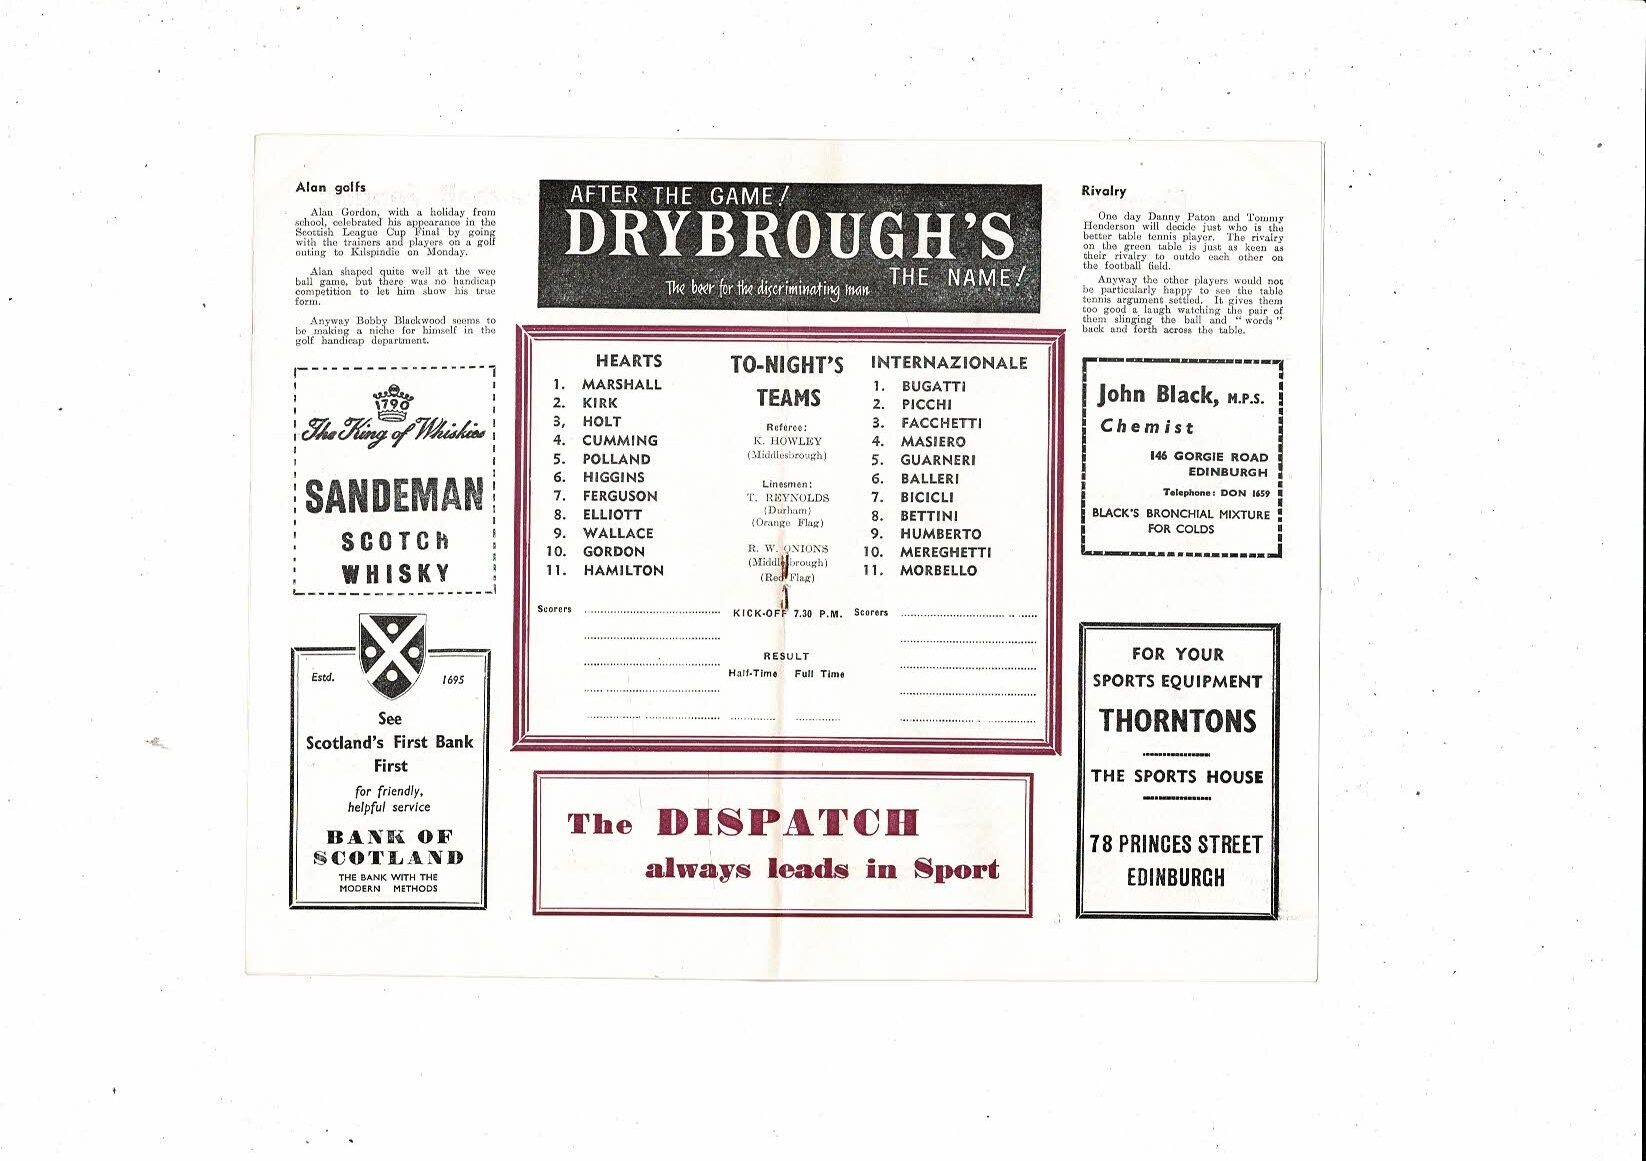 Alan golfs
Alan Gordon, with a holiday from
school, celebrated his appearance in the
Scottish League Cup Final by going
with the trainers and players on a golf
outing to Kilspindie on Monday.
Alan shaped quite well at the wee
ball game, but there was no handicap
competition to let him show his true
form.
Anyway Bobby Blackwood seems to
be making a niche for himself in the
golf handicap department.
1790
The King of Whiskies
SANDEMAN
SCOTCH
WHISKY
Estd. 1695
See
Scotland's First Bank
First
for friendly,
helpful service
BANK OF
SCOTLAND
THE BANK WITH THE
MODERN METHODS
AFTER THE GAME!
DRYBROUGH'S
THE NAME!
The beer for the discriminating man
HEARTS
1. MARSHALL
2. KIRK
3, HOLT
4. CUMMING
5. POLLAND
6. HIGGINS
7. FERGUSON
8. ELLIOTT
9. WALLACE
10. GORDON
11. HAMILTON
Scorers
TO-NIGHT'S
TEAMS
Referee:
K. HOWLEY
(Middlesbrough)
Linesmen:
T. REYNOLDS
(Durham)
(Orange Flag)
R. W. ONIONS
(Middlesbrough)
(Red Flag)
KICK-OFF 7.30 P.M.
RESULT
Half-Time Full Time
INTERNAZIONALE
1. BUGATTI
2. PICCHI
3. FACCHETTI
4. MASIERO
5. GUARNERI
6. BALLERI
7. BICICLI
8. BETTINI
9. HUMBERTO
10. MEREGHETTI
11. MORBELLO
Scorers
The DISPATCH
always leads in Sport
Rivalry
One day Danny Paton and Tommy
Henderson will decide just who is the
better table tennis player. The rivalry
on the green table is just as keen as
their rivalry to outdo each other on
the football field.
Anyway the other players would not
be particularly happy to see the table
tennis argument settled. It gives them
too good a laugh watching the pair of
them slinging the ball and "words"
back and forth across the table.
John Black, M.P.S.
Chemist
146 GORGIE ROAD
EDINBURGH
Telephone: DON 1659
BLACK'S BRONCHIAL MIXTURE
FOR COLDS
FOR YOUR
SPORTS EQUIPMENT
THORNTONS
THE SPORTS HOUSE
78 PRINCES STREET
EDINBURGH